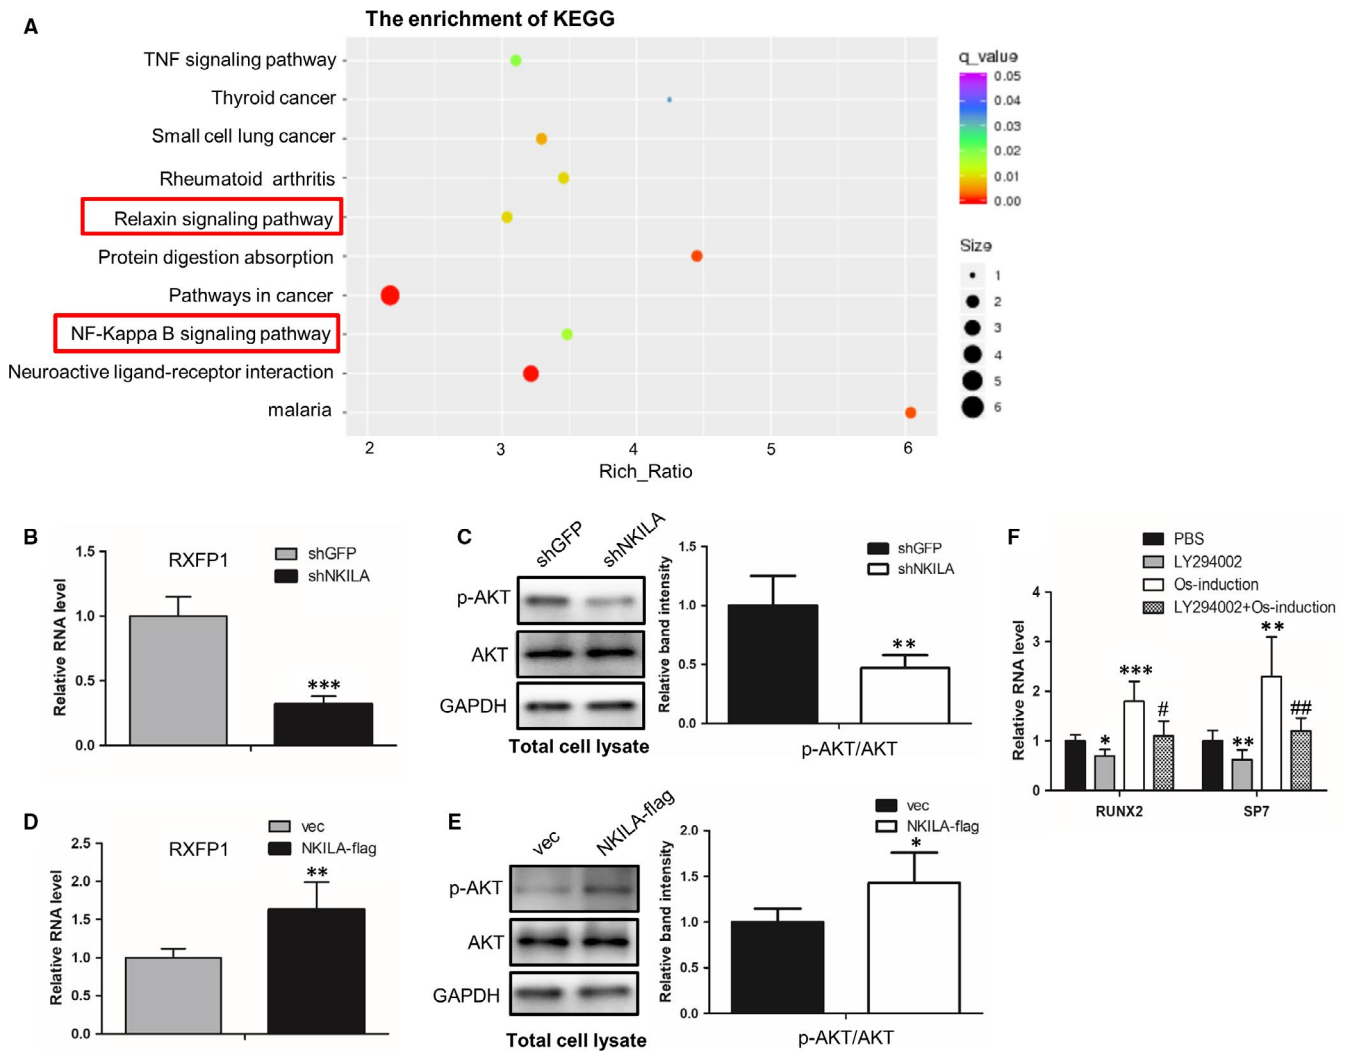 A
The enrichment of KEGG
TNF signaling pathway
Thyroid cancer
Small cell lung cancer
Rheumatoid arthritis
Relaxin signaling pathway
Protein digestion absorption
Pathways in cancer
NF-Kappa B signaling pathway
Neuroactive ligand-receptor interaction
malaria
2 3 4 5 6
Rich_Ratio
q_value
0.05
0.04
0.03
0.02
0.01
0.00
Size
1
2
3
4
5
6
B
RXFP1
shGFP
shNKILA
Relative RNA level
1.5
1.0
0.5
0.0
***
C
shGFP shNKILA
p-AKT
AKT
GAPDH
Total cell lysate
Relative band intensity
1.5
1.0
0.5
0.0
shGFP
shNKILA
**
p-AKT/AKT
D
RXFP1
vec
NKILA-flag
Relative RNA level
2.5
2.0
1.5
1.0
0.5
0.0
**
E
vec NKILA-flag
p-AKT
AKT
GAPDH
Total cell lysate
Relative band intensity
2.0
1.5
1.0
0.5
0.0
vec
NKILA-flag
*
p-AKT/AKT
F
PBS
LY294002
Os-induction
LY294002+Os-induction
Relative RNA level
4
3
2
1
0
* *** # ** ** ##
RUNX2 SP7